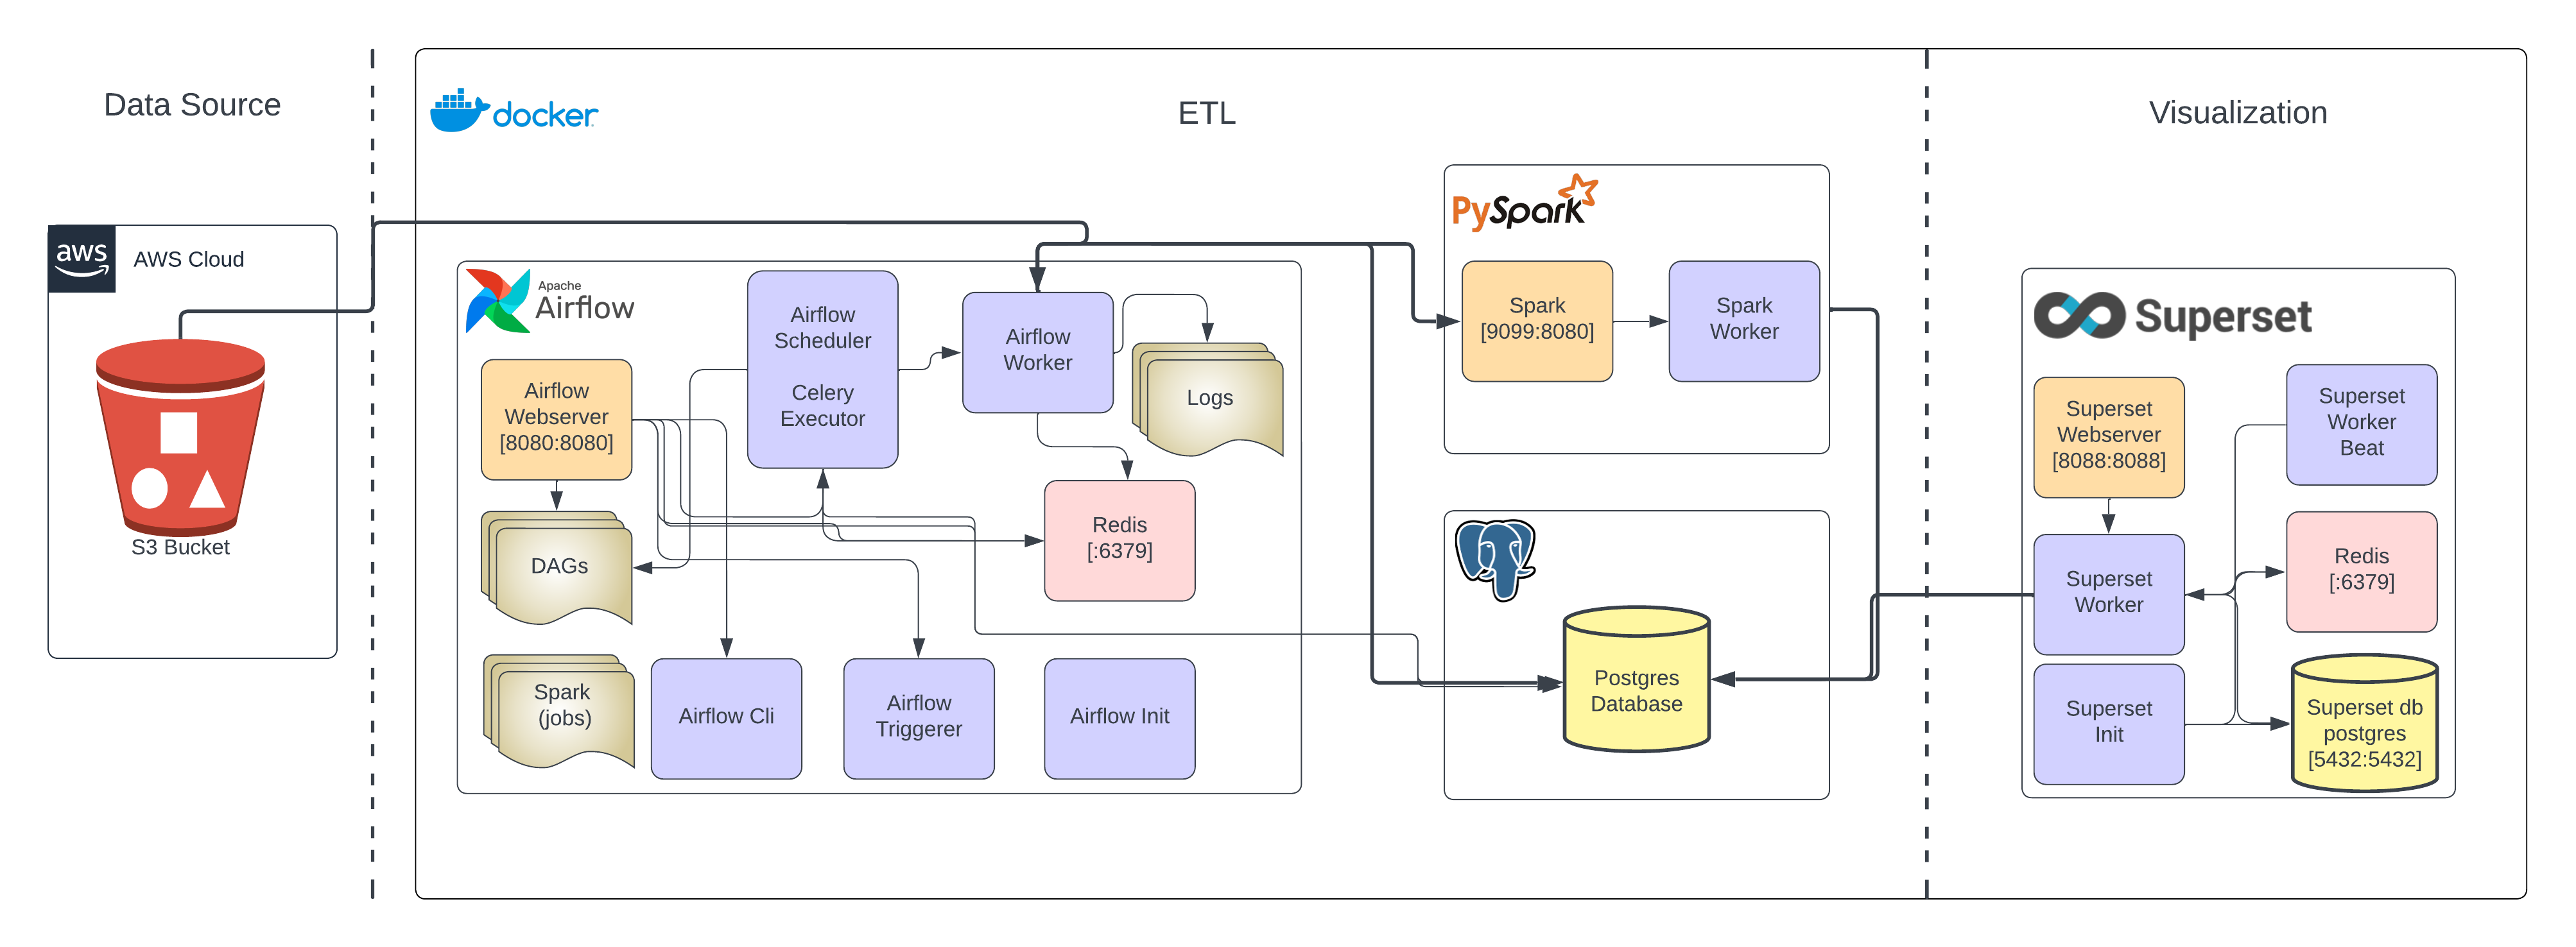 Data Source
docker
ETL
Visualization
aws
AWS Cloud
S3 Bucket
Apache
Airflow
Airflow
Webserver
[8080:8080]
DAGs
Spark
(jobs)
Airflow
Scheduler
Celery
Executor
Airflow
Worker
Logs
Redis
[:6379]
Airflow Cli
Airflow
Triggerer
Airflow Init
PySpark
Spark
[9099:8080]
Spark
Worker
Postgres
Database
Superset
Superset
Webserver
[8088:8088]
Superset
Worker
Beat
Superset
Worker
Redis
[:6379]
Superset
Init
Superset db
postgres
[5432:5432]